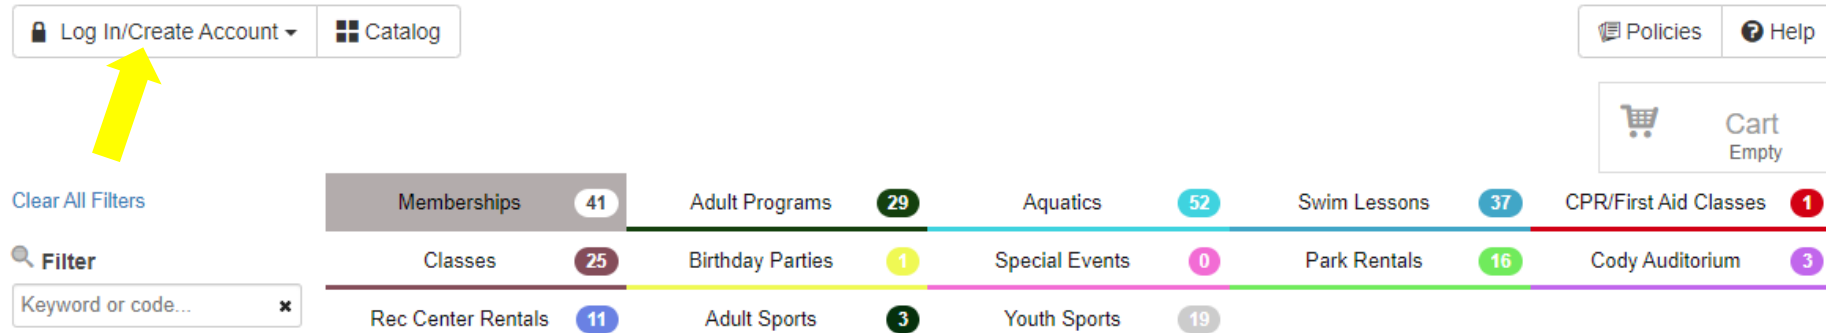 Log In/Create Account Catalog Policies Help
Cart
Empty
Clear All Filters
Memberships 41 Adult Programs 29 Aquatics 52 Swim Lessons 37 CPR/First Aid Classes 1
Filter
Classes 25 Birthday Parties 1 Special Events 0 Park Rentals 16 Cody Auditorium 3
Keyword or code...
Rec Center Rentals 11 Adult Sports 3 Youth Sports 19